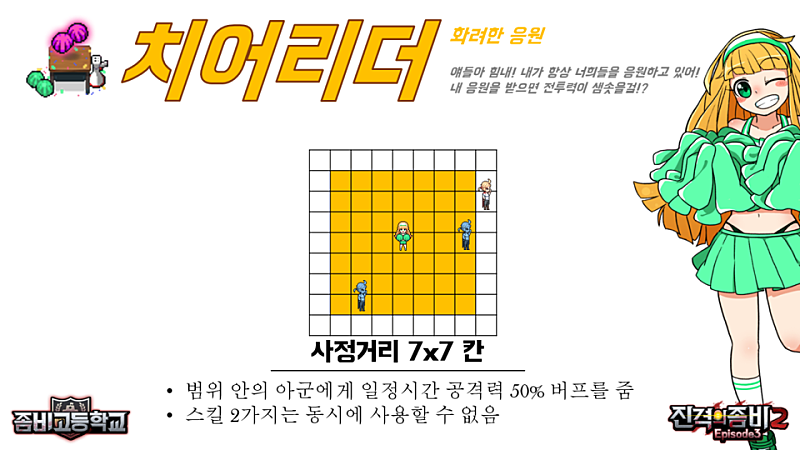 치어리더
화려한 응원
얘들아 힘내! 내가 항상 너희들을 응원하고 있어!
내 응원을 받으면 전투력이 샘솟을걸!?
사정거리 7x7 칸
• 범위 안의 아군에게 일정시간 공격력 50% 버프를 줌
• 스킬 2가지는 동시에 사용할 수 없음
좀비고등학교
진격의좀비2
Episode3